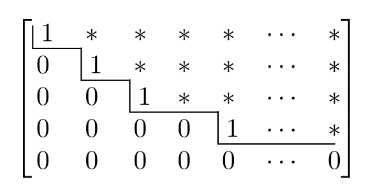 1 * * * * ⋯ *
0 1 * * * ⋯ *
0 0 1 * * ⋯ *
0 0 0 0 1 ⋯ *
0 0 0 0 0 ⋯ 0